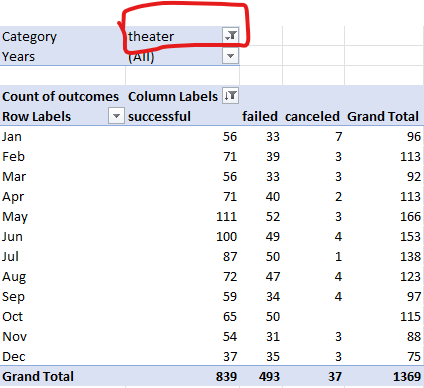 Category theater
Years (All)
Count of outcomes Column Labels
Row Labels successful failed canceled Grand Total
Jan 56 33 7 96
Feb 71 39 3 113
Mar 56 33 3 92
Apr 71 40 2 113
May 111 52 3 166
Jun 100 49 4 153
Jul 87 50 1 138
Aug 72 47 4 123
Sep 59 34 4 97
Oct 65 50 115
Nov 54 31 3 88
Dec 37 35 3 75
Grand Total 839 493 37 1369